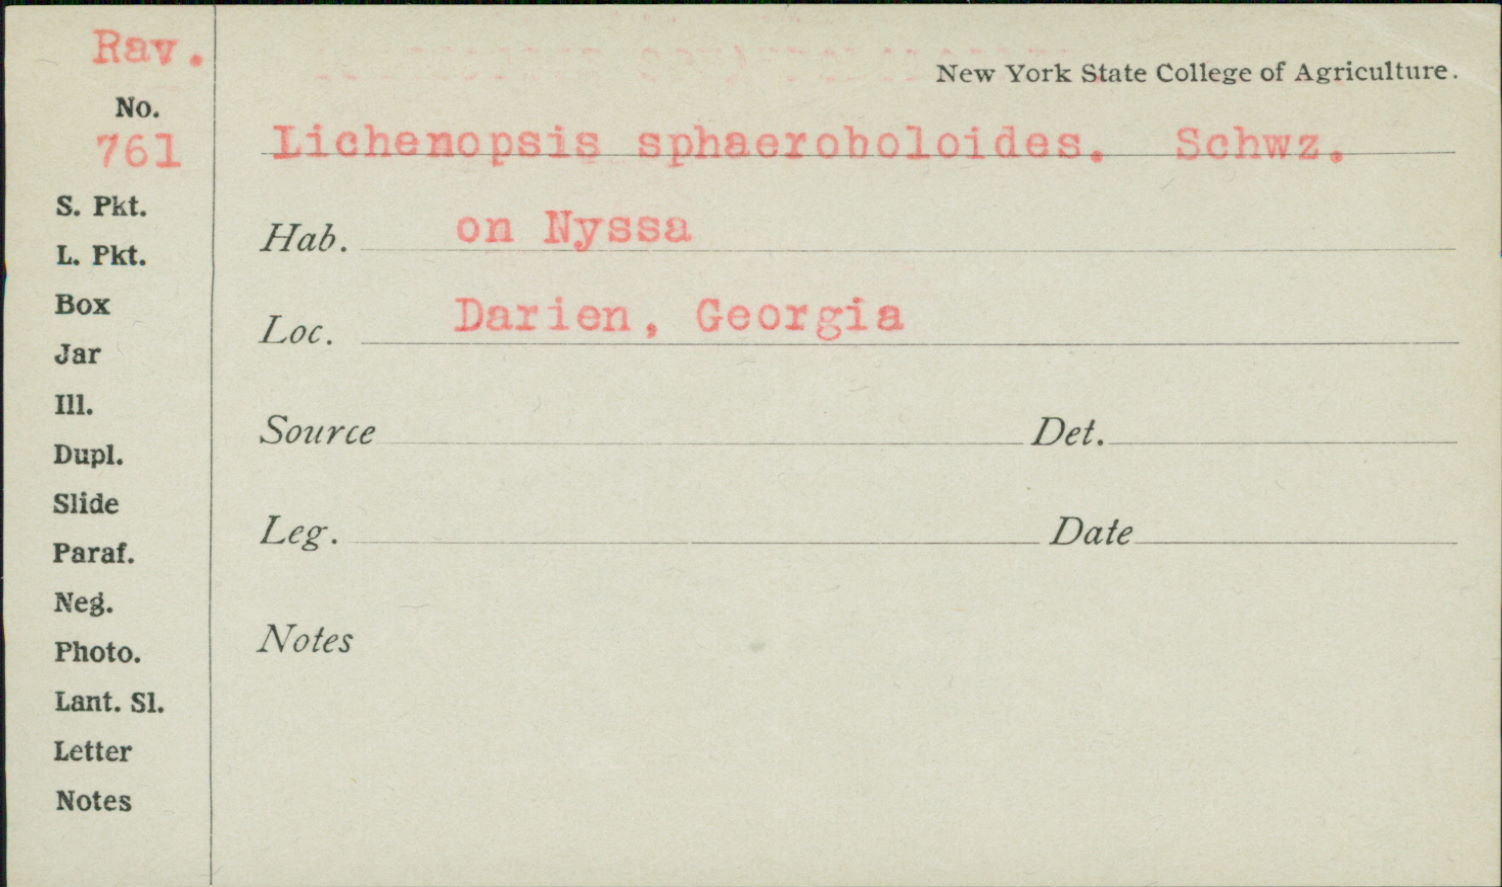 Rav.
New York State College of Agriculture.
No.
761
Lichenopsis sphaeroboloides. Schwz.
S. Pkt.
Hab. on Nyssa
L. Pkt.
Box
Loc. Darien, Georgia
Jar
Ill.
Source Det.
Dupl.
Slide
Leg. Date
Paraf.
Neg.
Notes
Photo.
Lant. Sl.
Letter
Notes